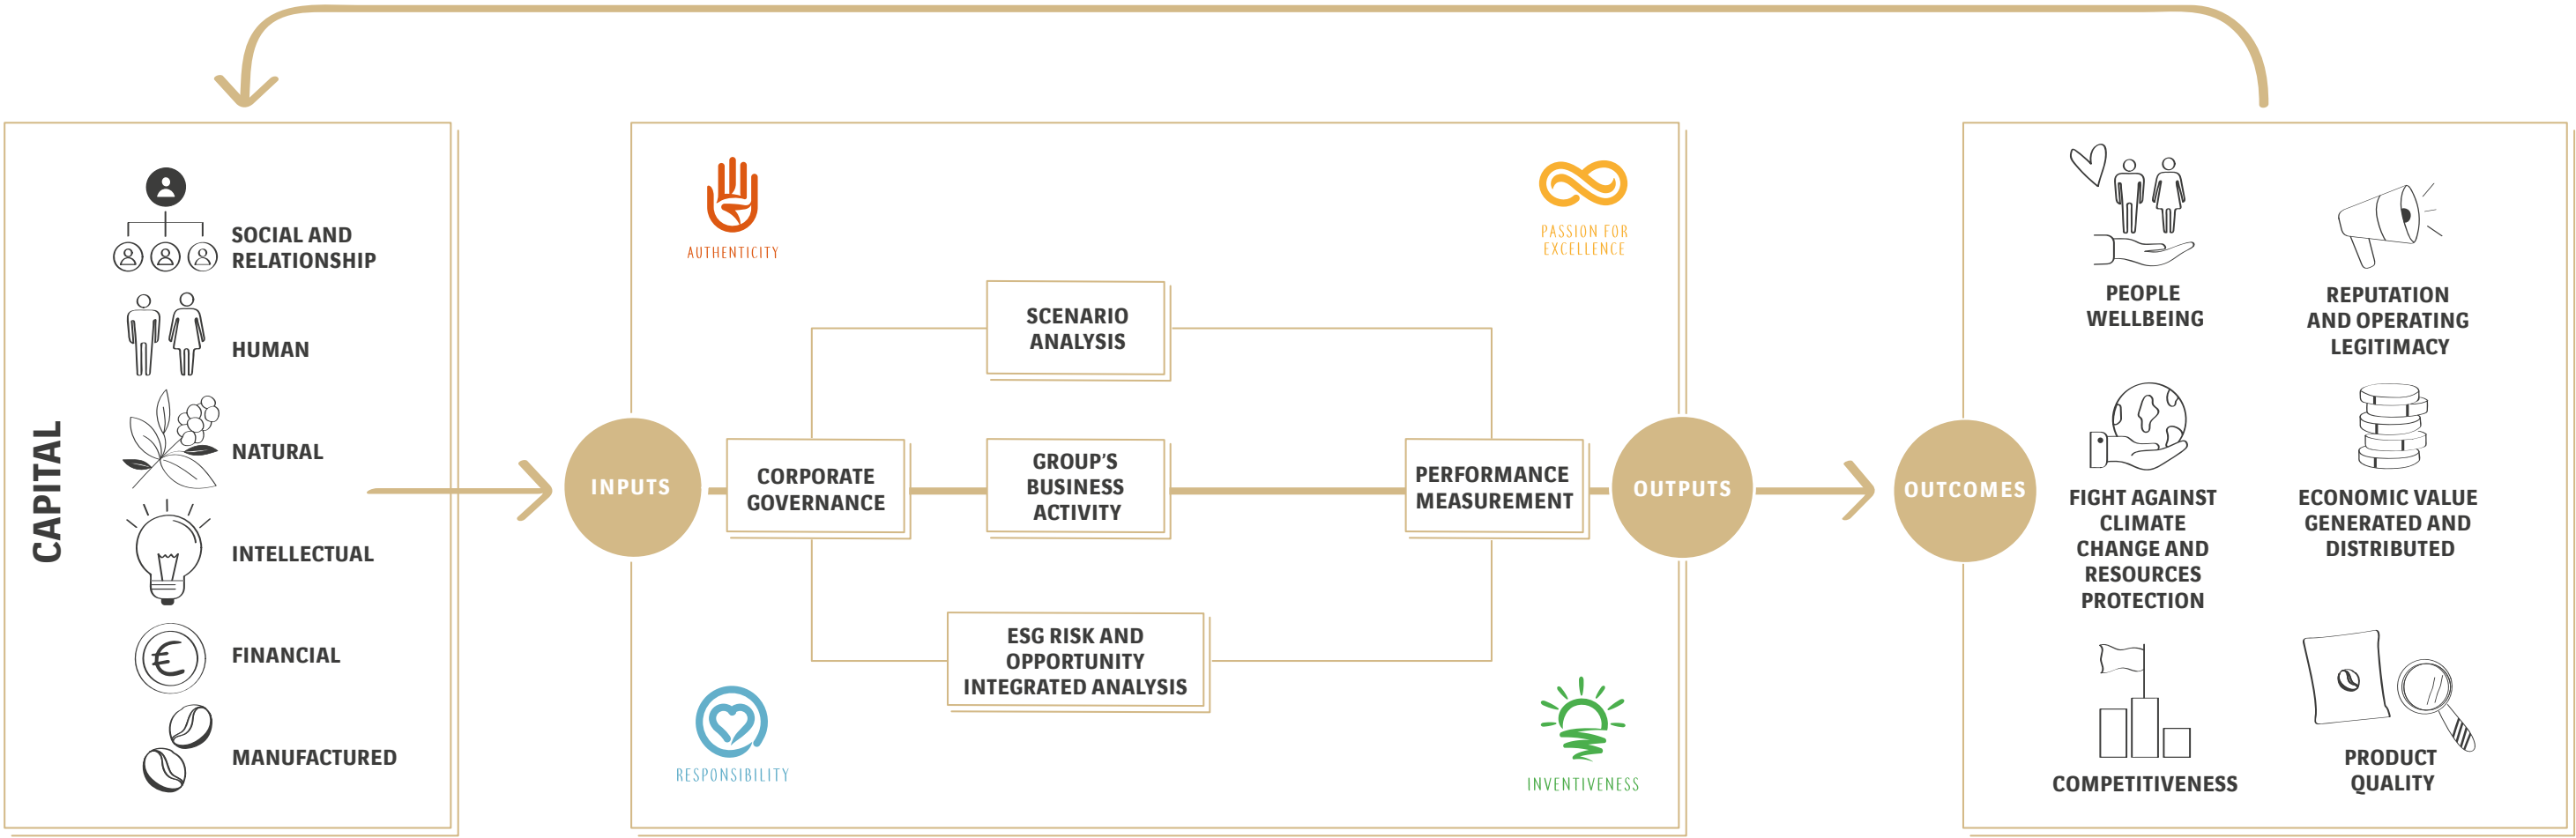 CAPITAL
SOCIAL AND
RELATIONSHIP
HUMAN
NATURAL
INTELLECTUAL
FINANCIAL
MANUFACTURED
INPUTS
AUTHENTICITY
PASSION FOR
EXCELLENCE
SCENARIO
ANALYSIS
CORPORATE
GOVERNANCE
GROUP'S
BUSINESS
ACTIVITY
PERFORMANCE
MEASUREMENT
ESG RISK AND
OPPORTUNITY
INTEGRATED ANALYSIS
RESPONSIBILITY
INVENTIVENESS
OUTPUTS
OUTCOMES
PEOPLE
WELLBEING
REPUTATION
AND OPERATING
LEGITIMACY
FIGHT AGAINST
CLIMATE
CHANGE AND
RESOURCES
PROTECTION
ECONOMIC VALUE
GENERATED AND
DISTRIBUTED
COMPETITIVENESS
PRODUCT
QUALITY